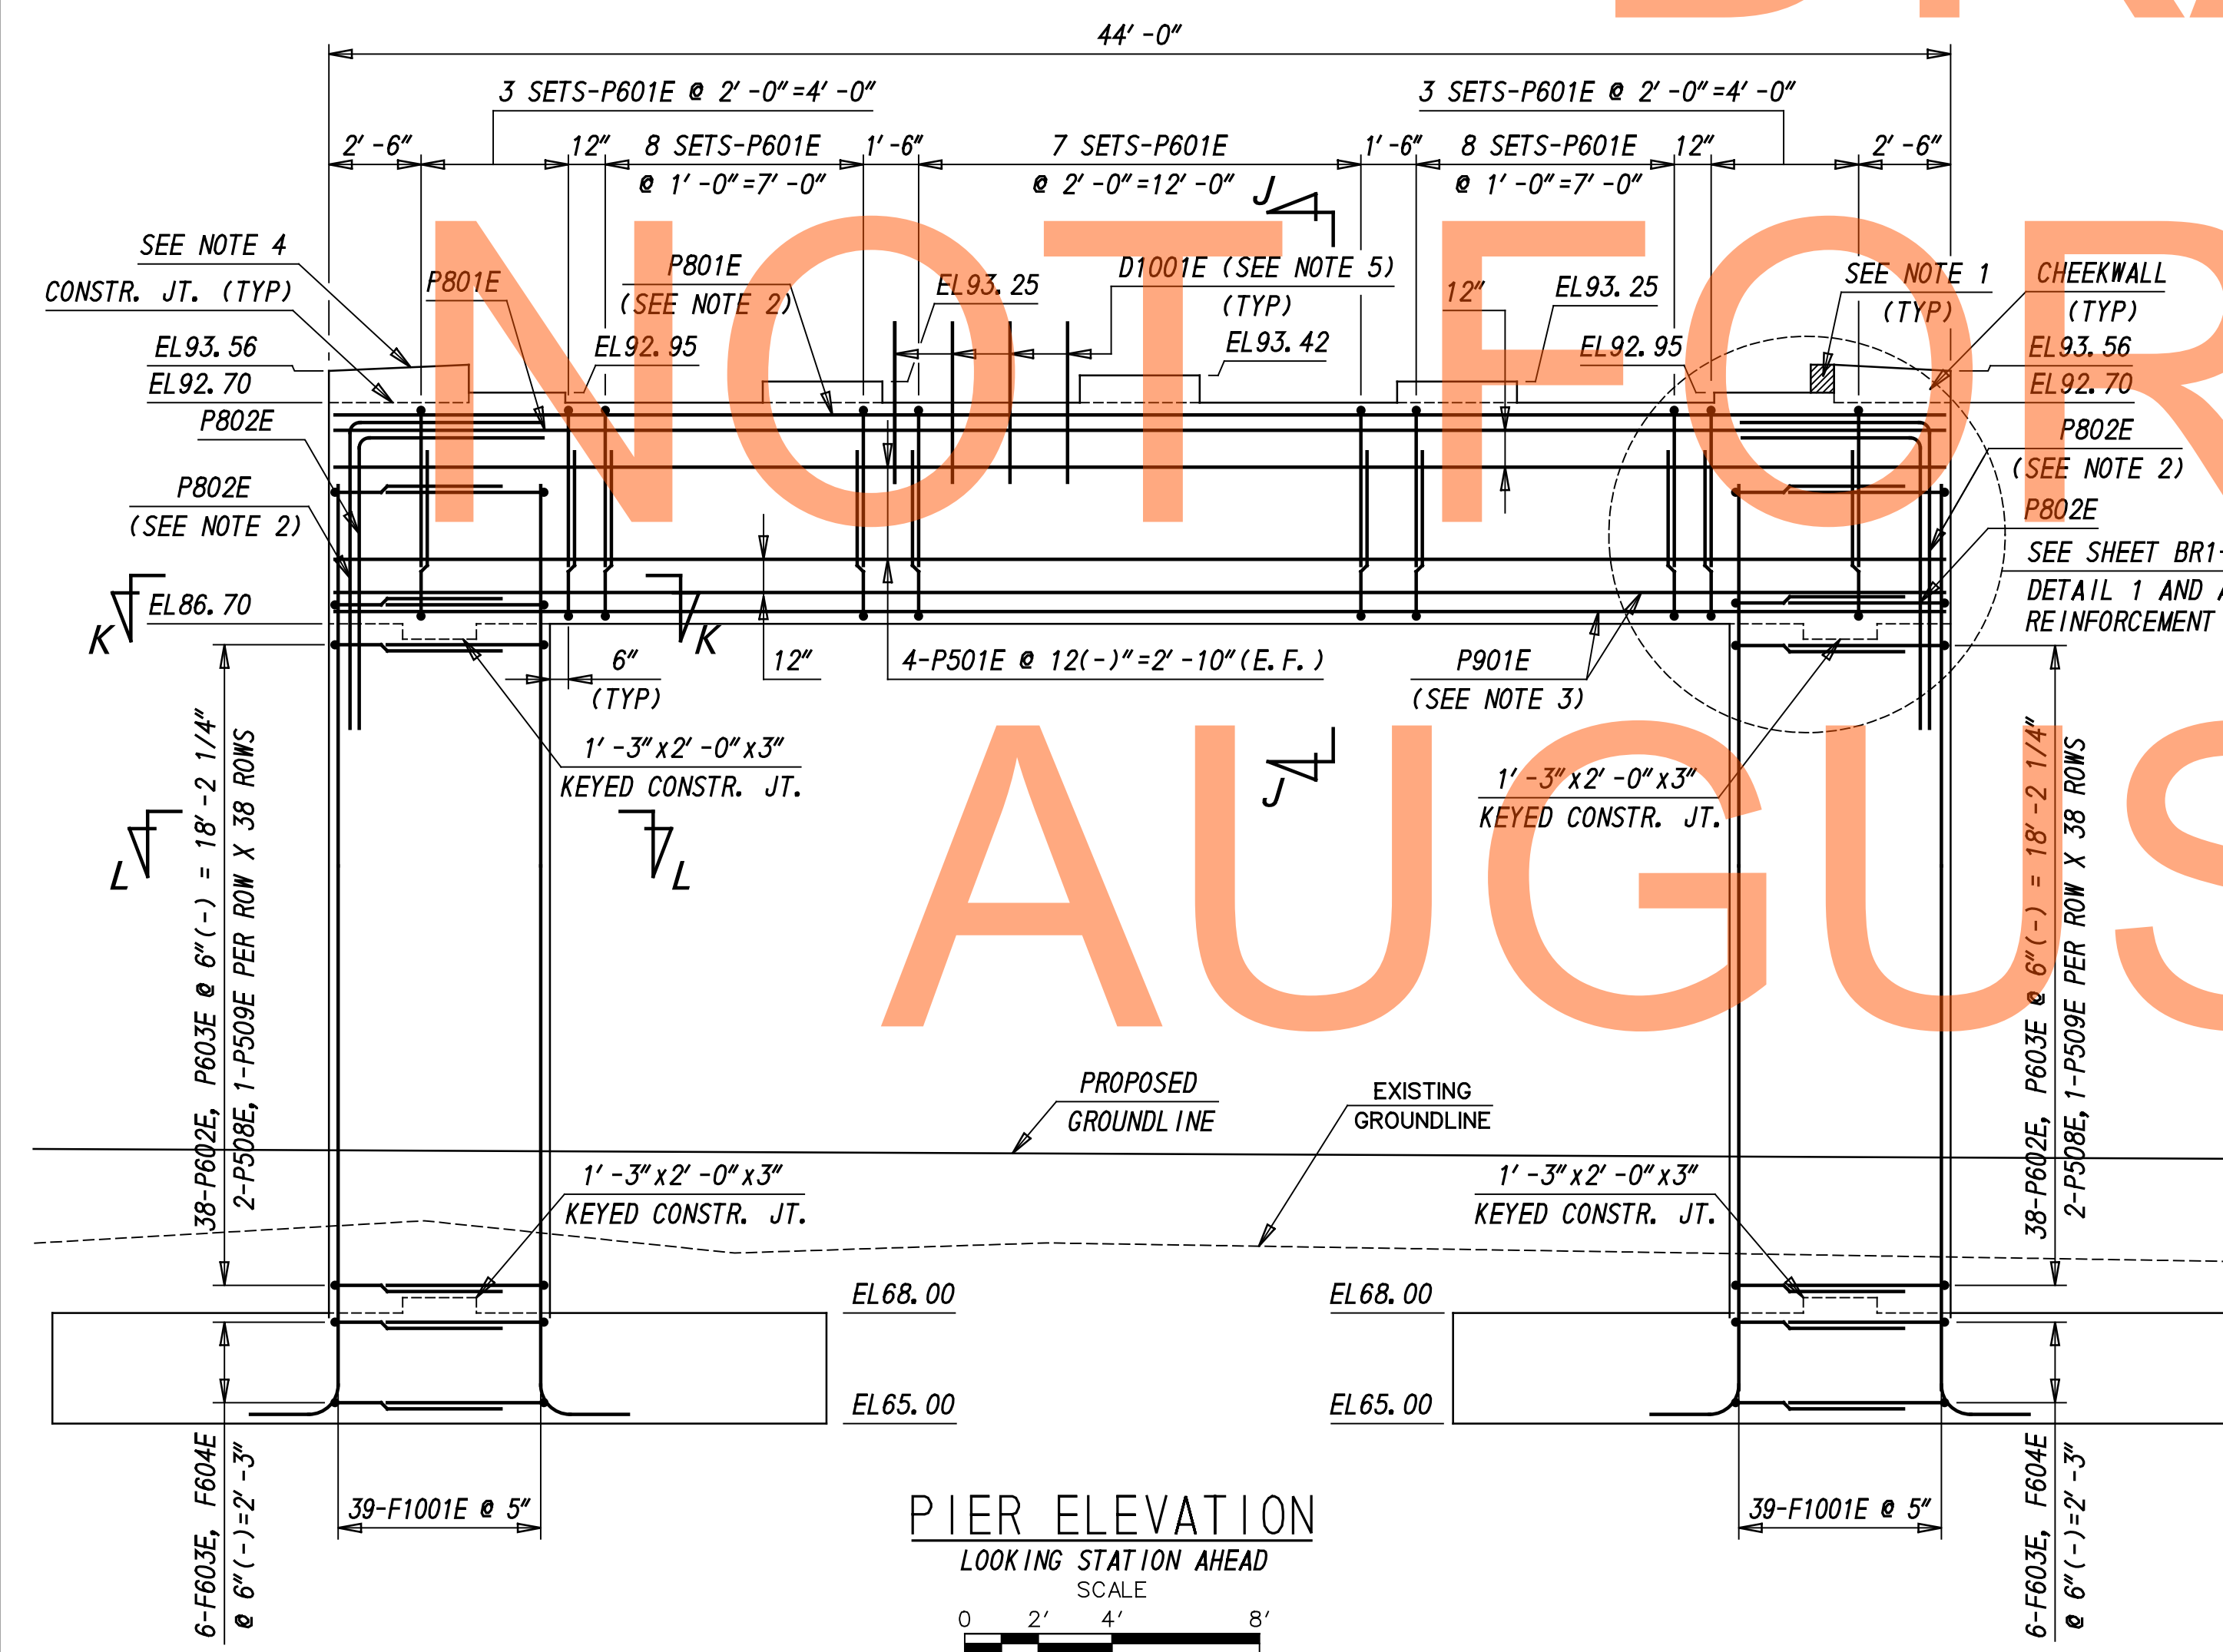 44'-0"
3 SETS-P601E @ 2'-0"=4'-0"
3 SETS-P601E @ 2'-0"=4'-0"
2'-6"
12"
8 SETS-P601E
@ 1'-0"=7'-0"
1'-6"
7 SETS-P601E
@ 2'-0"=12'-0"
1'-6"
8 SETS-P601E
@ 1'-0"=7'-0"
12"
2'-6"
J
NOT FOR
SEE NOTE 4
CONSTR. JT. (TYP)
P801E
P801E
(SEE NOTE 2)
EL93.25
D1001E (SEE NOTE 5)
(TYP)
12"
EL93.25
SEE NOTE 1
(TYP)
CHEEKWALL
(TYP)
EL93.56
EL92.70
EL92.95
EL93.42
EL92.95
EL93.56
EL92.70
P802E
P802E
(SEE NOTE 2)
P802E
(SEE NOTE 2)
P802E
SEE SHEET BR1-
DETAIL 1 AND
REINFORCEMENT
EL86.70
K
K
6"
(TYP)
12"
4-P501E @ 12(-)"=2'-10"(E.F.)
P901E
(SEE NOTE 3)
1'-3"x2'-0"x3"
KEYED CONSTR. JT.
J
1'-3"x2'-0"x3"
KEYED CONSTR. JT.
L
L
AUGUS
38-P602E, P603E @ 6"(-) = 18'-2 1/4"
2-P508E,1-P509E PER ROW X 38 ROWS
38-P602E, P603E @ 6"(-) = 18'-2 1/4"
2-P508E,1-P509E PER ROW X 38 ROWS
PROPOSED
GROUNDLINE
EXISTING
GROUNDLINE
1'-3"x2'-0"x3"
KEYED CONSTR. JT.
1'-3"x2'-0"x3"
KEYED CONSTR. JT.
EL68.00
EL68.00
EL65.00
EL65.00
6-F603E, F604E
@ 6"(-)=2'-3"
39-F1001E @ 5"
39-F1001E @ 5"
6-F603E, F604E
@ 6"(-)=2'-3"
PIER ELEVATION
LOOKING STATION AHEAD
SCALE
0 2' 4' 8'